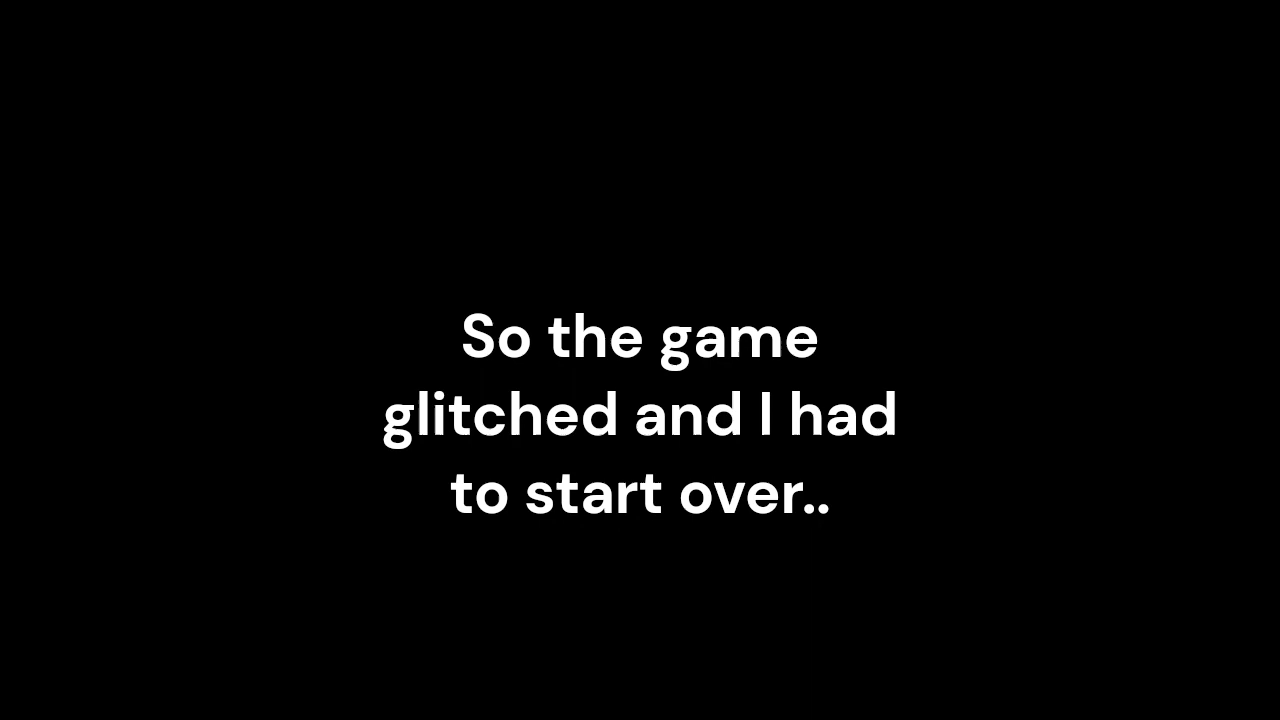 So the game
glitched and I had
to start over..